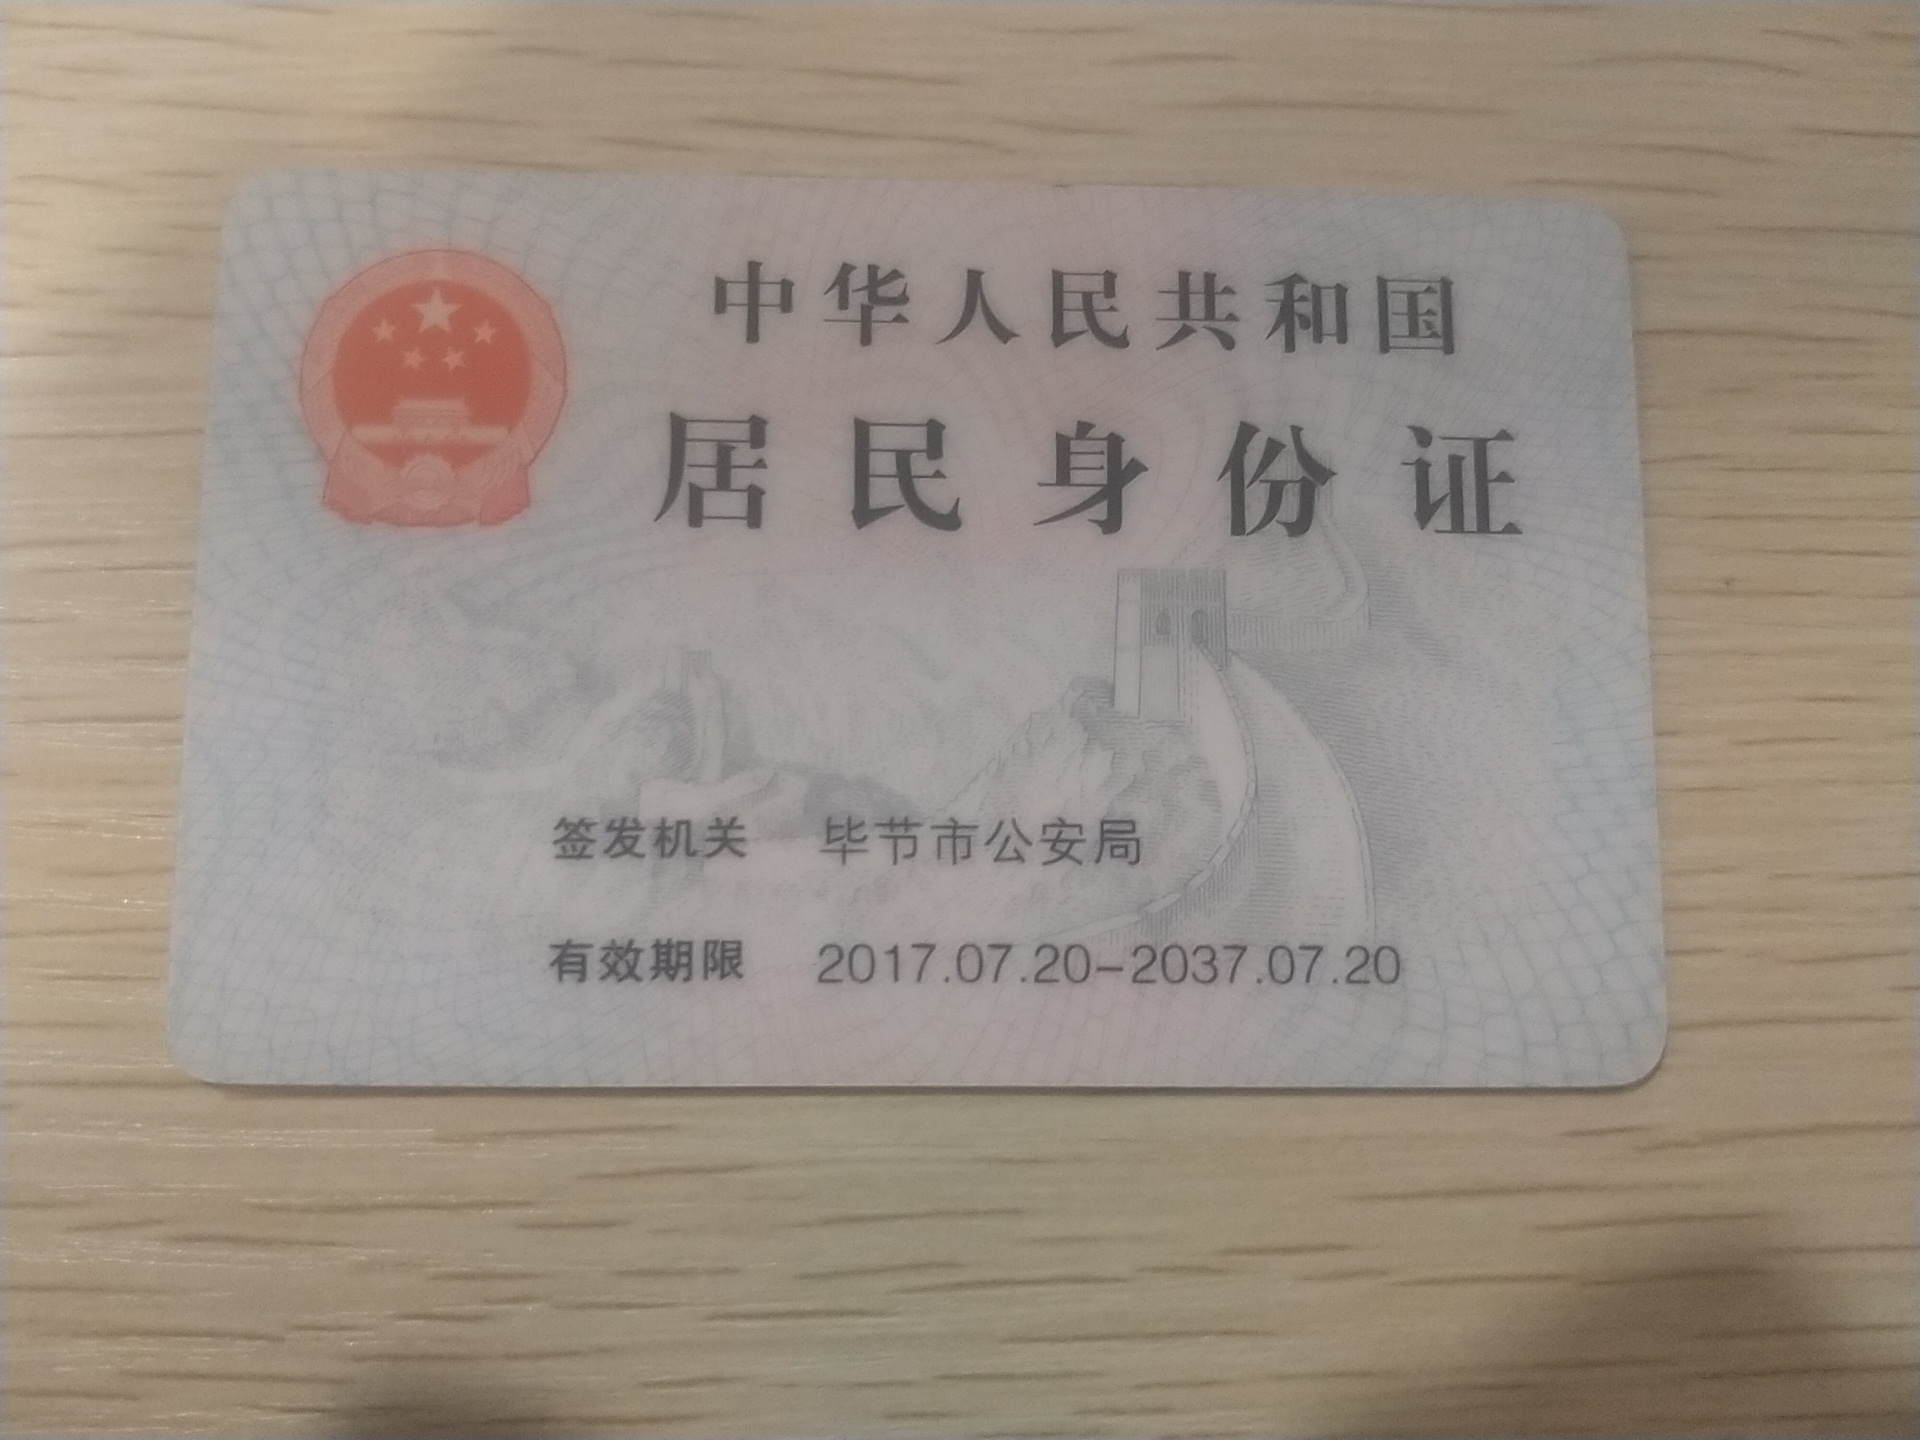 中华人民共和国
居民身份证
签发机关 毕节市公安局
有效期限 2017.07.20-2037.07.20